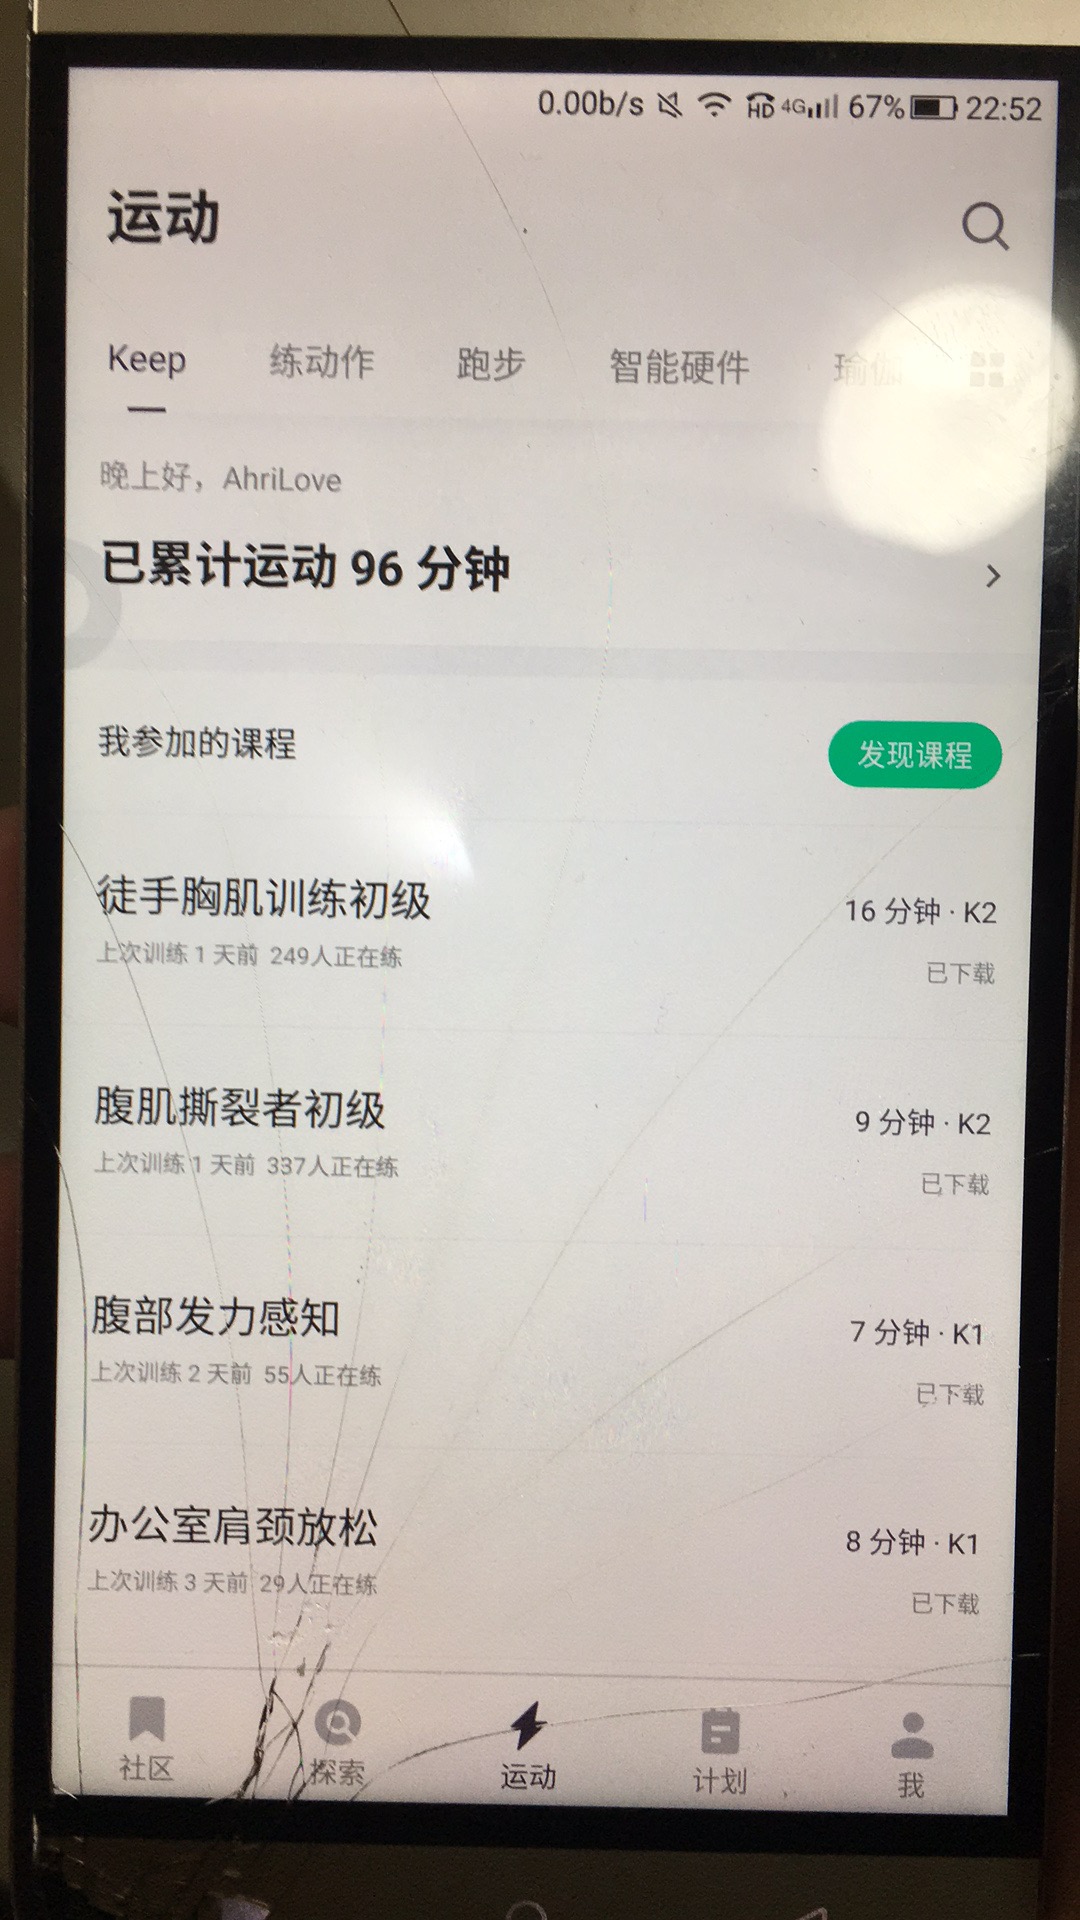 0.00b/s HD 4G 67% 22:52
运动
Keep 练动作 跑步 智能硬件 瑜伽
晚上好，AhriLove
已累计运动 96 分钟
我参加的课程 发现课程
徒手胸肌训练初级 16 分钟 · K2
上次训练 1 天前 249人正在练 已下载
腹肌撕裂者初级 9 分钟 · K2
上次训练 1 天前 337人正在练 已下载
腹部发力感知 7 分钟 · K1
上次训练 2 天前 55人正在练 已下载
办公室肩颈放松 8 分钟 · K1
上次训练 3 天前 29人正在练 已下载
社区 探索 运动 计划 我